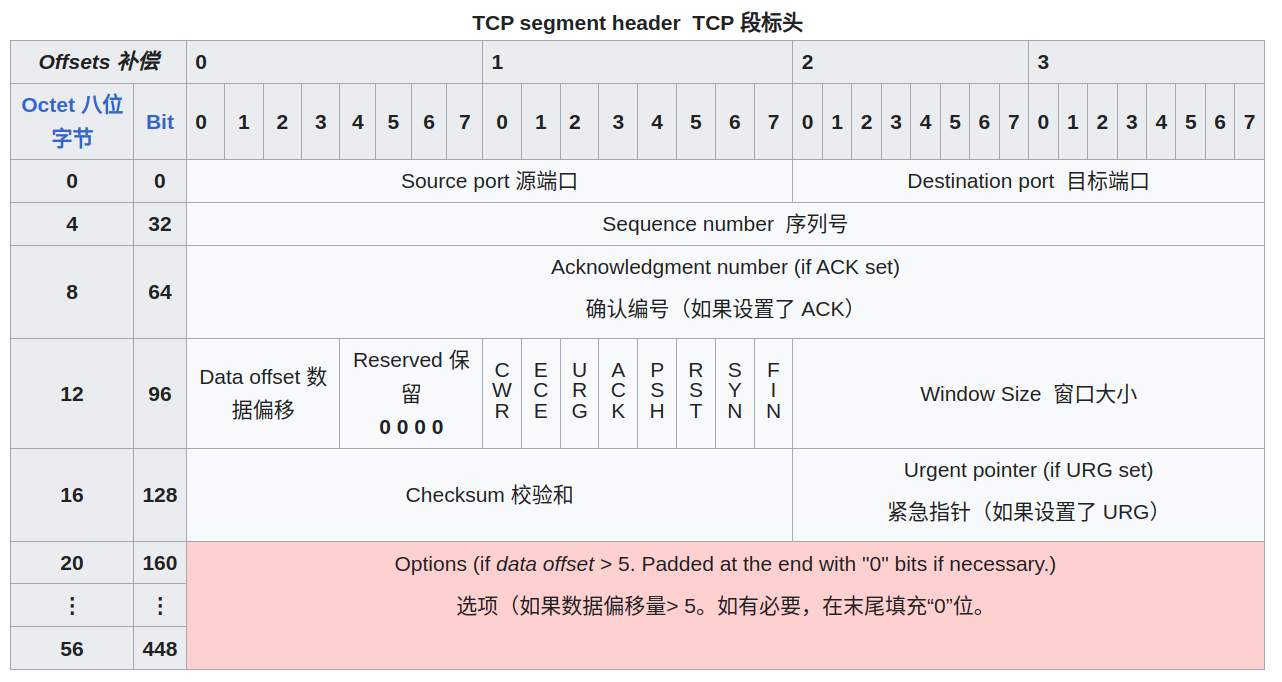 TCP segment header  TCP 段标头
Offsets 补偿 0 1 2 3
Octet 八位
字节
Bit 0 1 2 3 4 5 6 7 0 1 2 3 4 5 6 7 0 1 2 3 4 5 6 7 0 1 2 3 4 5 6 7
0 0 Source port 源端口 Destination port  目标端口
4 32 Sequence number  序列号
8 64
Acknowledgment number (if ACK set)
确认编号（如果设置了 ACK）
12 96
Data offset 数
据偏移
Reserved 保
留
0 0 0 0
CWR ECE URG ACK PSH RST SYN FIN
Window Size  窗口大小
16 128 Checksum 校验和
Urgent pointer (if URG set)
紧急指针（如果设置了 URG）
20 160
Options (if data offset > 5. Padded at the end with "0" bits if necessary.)
⋮ ⋮
选项（如果数据偏移量> 5。如有必要，在末尾填充“0”位。
56 448